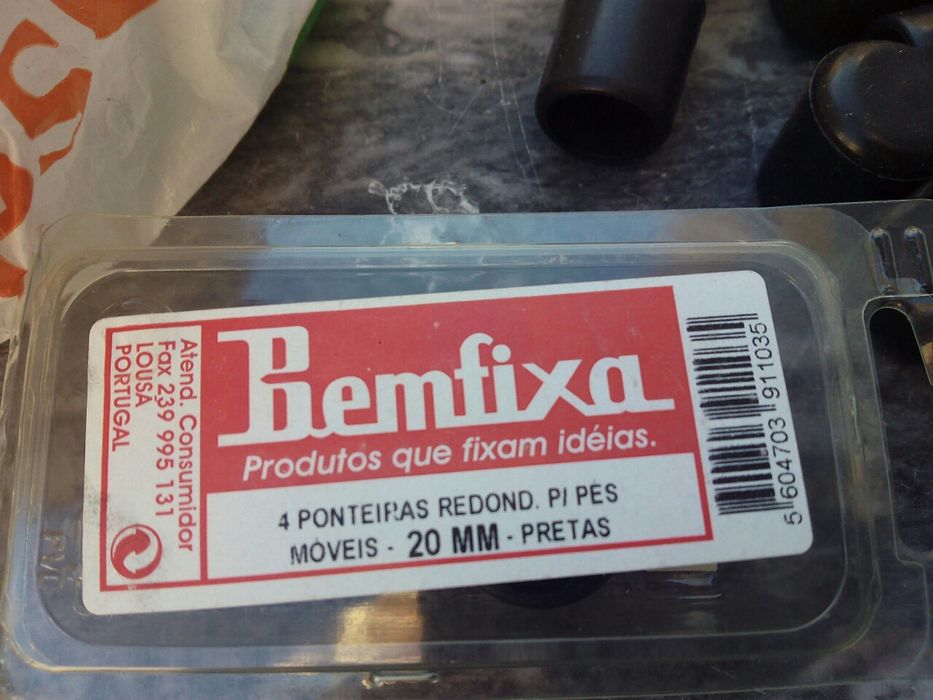 Bemfixa
Produtos que fixam idéias.
4 PONTEIRAS REDOND. P/ PÉS
MÓVEIS - 20 MM - PRETAS
Atend. Consumidor
Fax 239 995 131
LOUSÃ
PORTUGAL
5 604703 911035